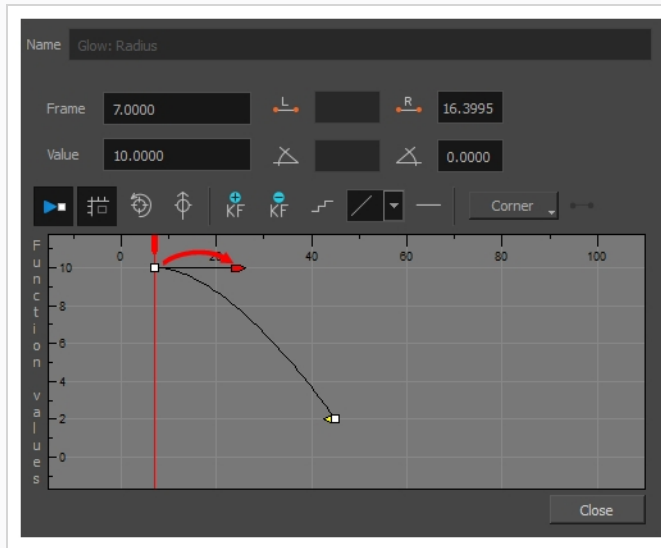 Name Glow: Radius
Frame 7.0000 L R 16.3995
Value 10.0000 0.0000
KF KF Corner
Function values
0 20 40 60 80 100
10
8
6
4
2
0
Close